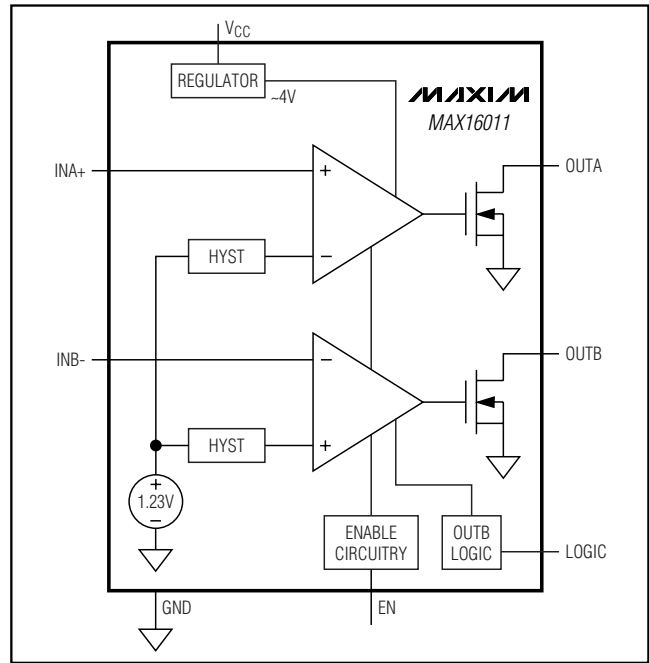 VCC
REGULATOR
~4V
MAXIM
MAX16011
INA+
+
OUTA
HYST
−
INB-
−
OUTB
HYST
+
+
1.23V
−
ENABLE
CIRCUITRY
OUTB
LOGIC
LOGIC
GND
EN